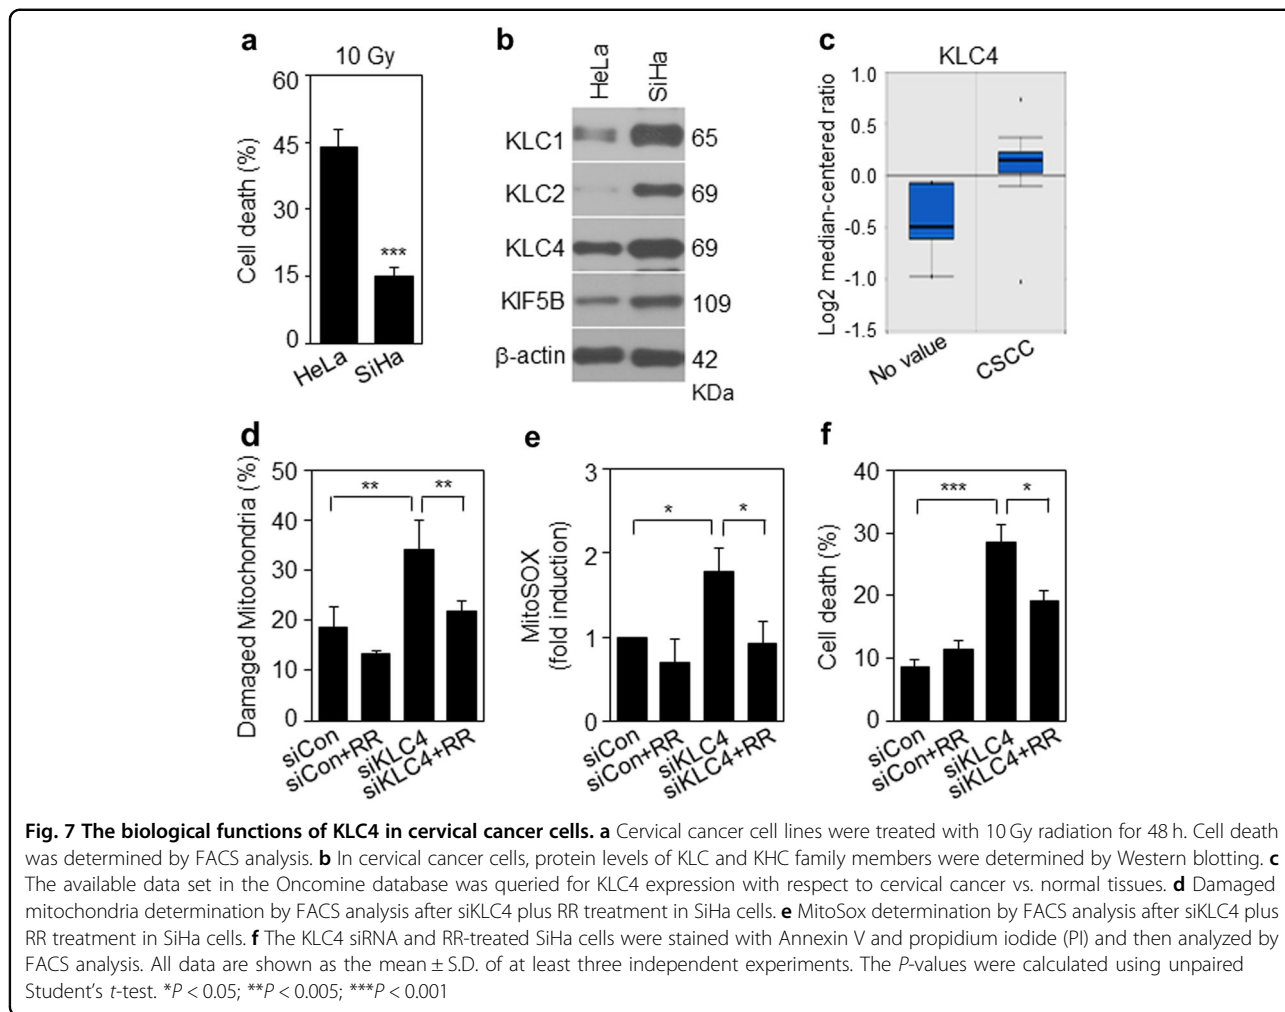 a
10 Gy
Cell death (%)
60
45
30
15
0
***
HeLa
SiHa
b
HeLa
SiHa
KLC1
65
KLC2
69
KLC4
69
KIF5B
109
β-actin
42
KDa
c
KLC4
Log2 median-centered ratio
1.0
0.5
0.0
-0.5
-1.0
-1.5
No value
CSCC
d
Damaged Mitochondria (%)
50
40
30
20
10
0
**
**
siCon
siCon+RR
siKLC4
siKLC4+RR
e
MitoSOX
(fold induction)
3
2
1
0
*
*
siCon
siCon+RR
siKLC4
siKLC4+RR
f
Cell death (%)
40
30
20
10
0
***
*
siCon
siCon+RR
siKLC4
siKLC4+RR
Fig. 7 The biological functions of KLC4 in cervical cancer cells. a Cervical cancer cell lines were treated with 10 Gy radiation for 48 h. Cell death
was determined by FACS analysis. b In cervical cancer cells, protein levels of KLC and KHC family members were determined by Western blotting. c
The available data set in the Oncomine database was queried for KLC4 expression with respect to cervical cancer vs. normal tissues. d Damaged
mitochondria determination by FACS analysis after siKLC4 plus RR treatment in SiHa cells. e MitoSox determination by FACS analysis after siKLC4 plus
RR treatment in SiHa cells. f The KLC4 siRNA and RR-treated SiHa cells were stained with Annexin V and propidium iodide (PI) and then analyzed by
FACS analysis. All data are shown as the mean ± S.D. of at least three independent experiments. The P-values were calculated using unpaired
Student's t-test. *P < 0.05; **P < 0.005; ***P < 0.001